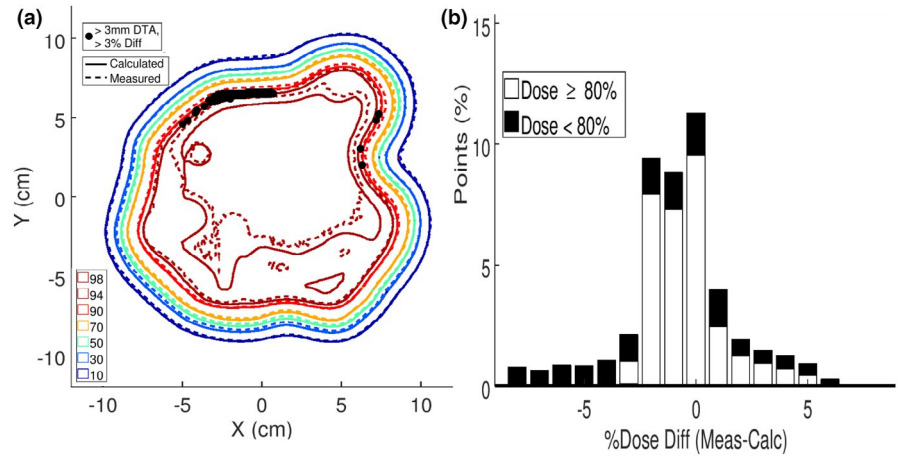 (a)
> 3mm DTA,
> 3% Diff
Calculated
Measured
10
5
0
-5
-10
Y (cm)
98
94
90
70
50
30
10
-10 -5 0 5 10
X (cm)
(b)
15
10
5
0
Points (%)
Dose ≥ 80%
Dose < 80%
-5 0 5
%Dose Diff (Meas-Calc)